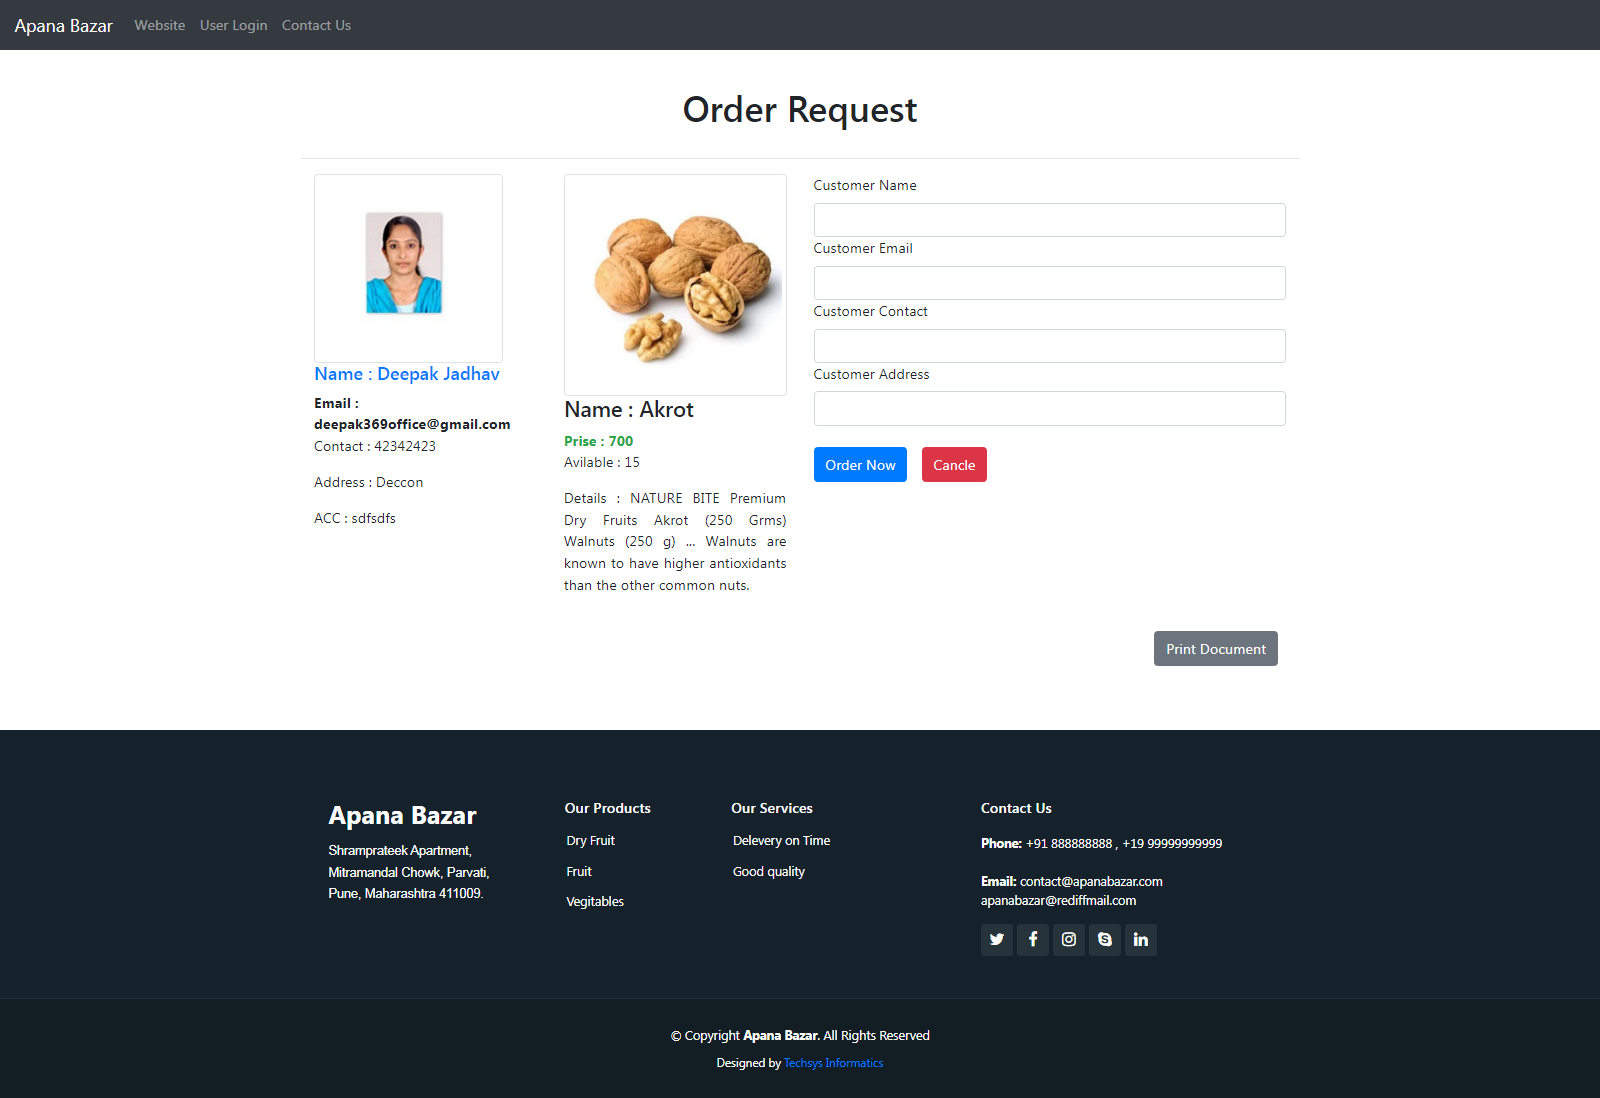 Apana Bazar Website User Login Contact Us
Order Request
Name : Deepak Jadhav
Email :
deepak369office@gmail.com
Contact : 42342423
Address : Deccon
ACC : sdfsdfs
Name : Akrot
Prise : 700
Avilable : 15
Details : NATURE BITE Premium
Dry Fruits Akrot (250 Grms)
Walnuts (250 g) ... Walnuts are
known to have higher antioxidants
than the other common nuts.
Customer Name
Customer Email
Customer Contact
Customer Address
Order Now Cancle
Print Document
Apana Bazar
Shramprateek Apartment,
Mitramandal Chowk, Parvati,
Pune, Maharashtra 411009.
Our Products
Dry Fruit
Fruit
Vegitables
Our Services
Delevery on Time
Good quality
Contact Us
Phone: +91 888888888 , +19 99999999999
Email: contact@apanabazar.com
apanabazar@rediffmail.com
© Copyright Apana Bazar. All Rights Reserved
Designed by Techsys Informatics